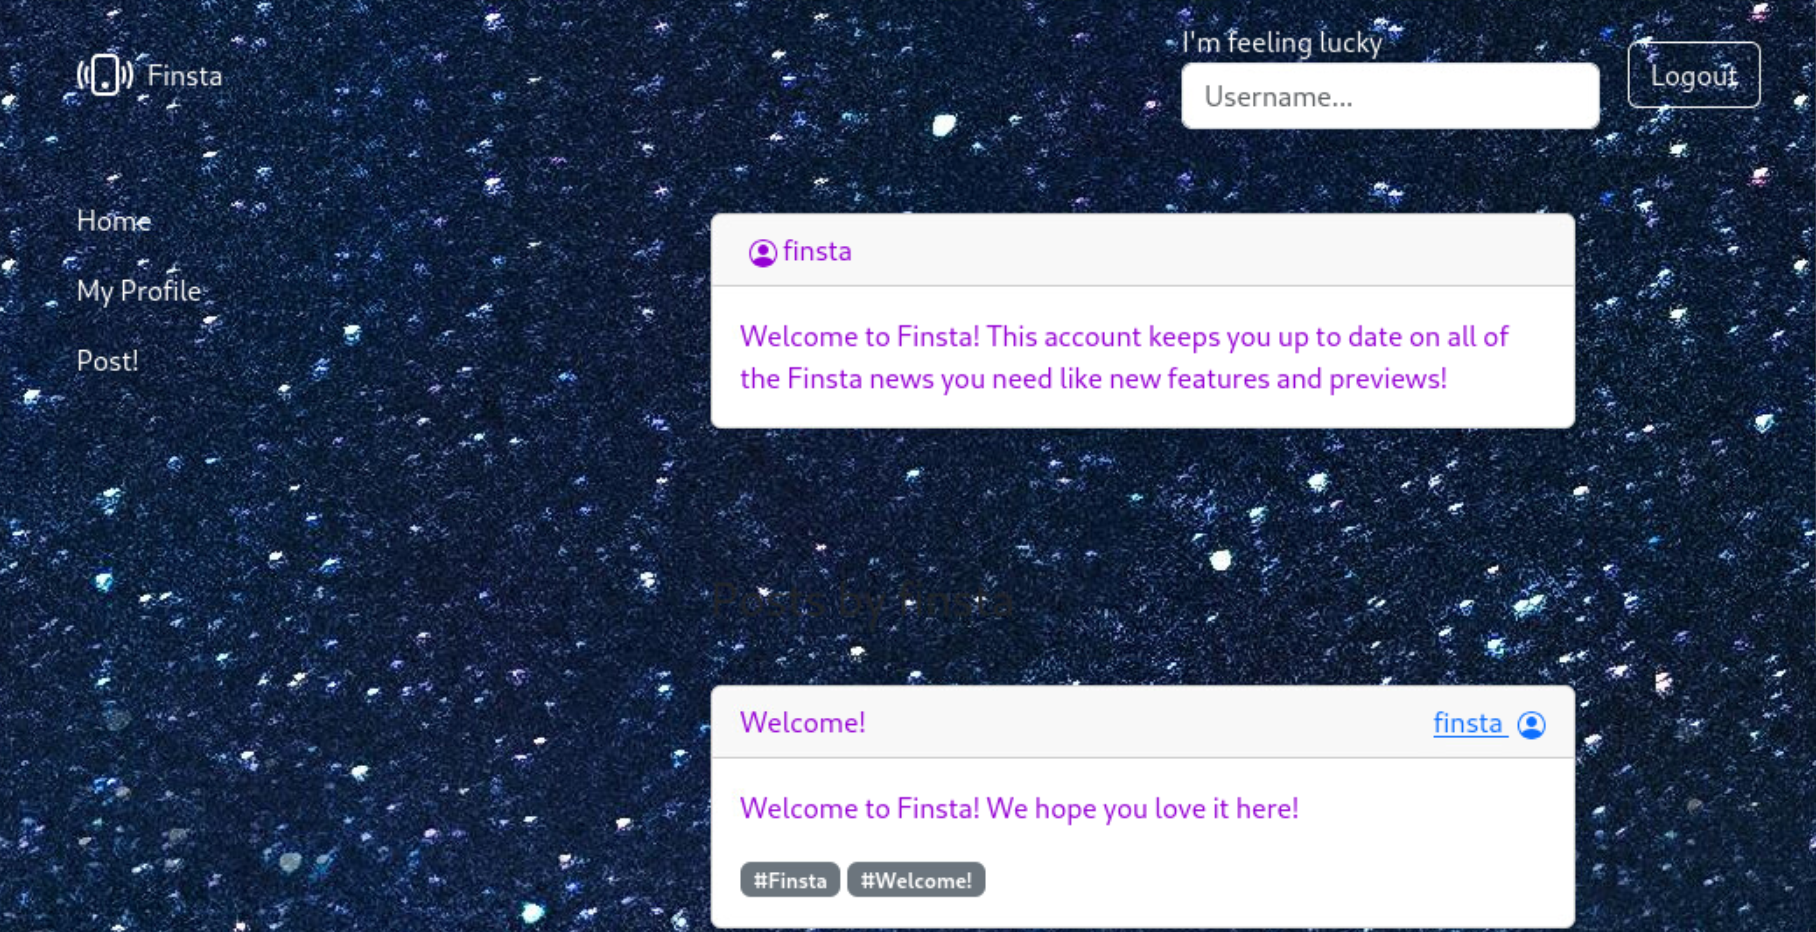 Finsta
I'm feeling lucky
Username...
Logout
Home
My Profile
Post!
finsta
Welcome to Finsta! This account keeps you up to date on all of
the Finsta news you need like new features and previews!
Posts by finsta
Welcome!
finsta
Welcome to Finsta! We hope you love it here!
#Finsta #Welcome!